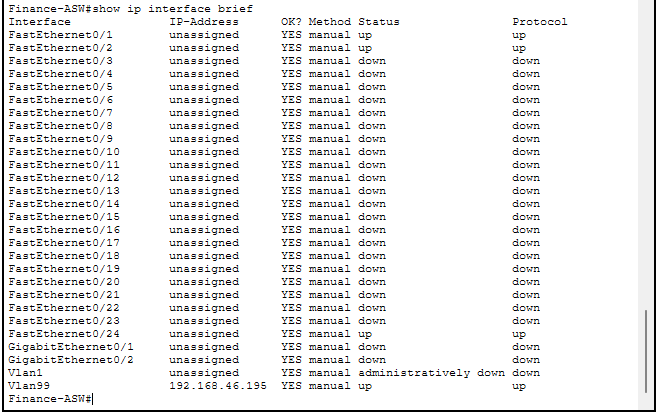 Finance-ASW#show ip interface brief
Interface IP-Address OK? Method Status Protocol
FastEthernet0/1 unassigned YES manual up up
FastEthernet0/2 unassigned YES manual up up
FastEthernet0/3 unassigned YES manual down down
FastEthernet0/4 unassigned YES manual down down
FastEthernet0/5 unassigned YES manual down down
FastEthernet0/6 unassigned YES manual down down
FastEthernet0/7 unassigned YES manual down down
FastEthernet0/8 unassigned YES manual down down
FastEthernet0/9 unassigned YES manual down down
FastEthernet0/10 unassigned YES manual down down
FastEthernet0/11 unassigned YES manual down down
FastEthernet0/12 unassigned YES manual down down
FastEthernet0/13 unassigned YES manual down down
FastEthernet0/14 unassigned YES manual down down
FastEthernet0/15 unassigned YES manual down down
FastEthernet0/16 unassigned YES manual down down
FastEthernet0/17 unassigned YES manual down down
FastEthernet0/18 unassigned YES manual down down
FastEthernet0/19 unassigned YES manual down down
FastEthernet0/20 unassigned YES manual down down
FastEthernet0/21 unassigned YES manual down down
FastEthernet0/22 unassigned YES manual down down
FastEthernet0/23 unassigned YES manual down down
FastEthernet0/24 unassigned YES manual up up
GigabitEthernet0/1 unassigned YES manual down down
GigabitEthernet0/2 unassigned YES manual down down
Vlan1 unassigned YES manual administratively down down
Vlan99 192.168.46.195 YES manual up up
Finance-ASW#